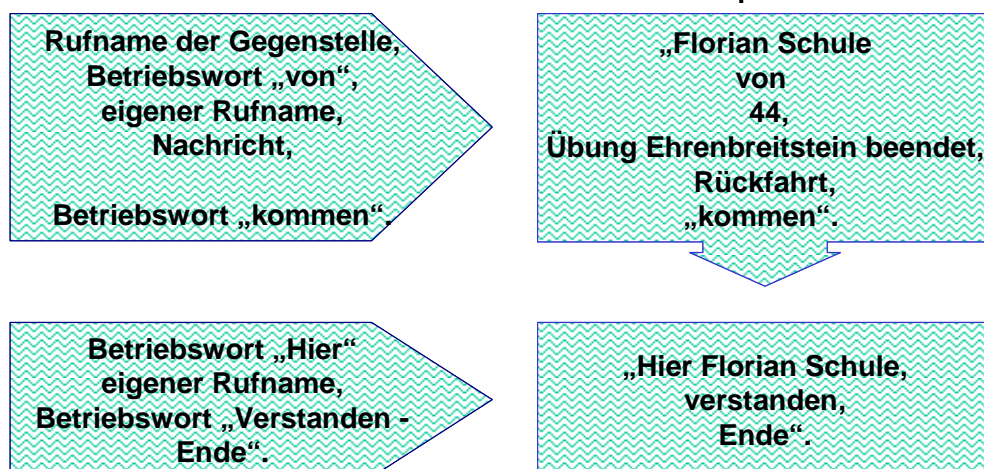 Rufname der Gegenstelle,
Betriebswort „von“,
eigener Rufname,
Nachricht,
Betriebswort „kommen“.
„Florian Schule
von
44,
Übung Ehrenbreitstein beendet,
Rückfahrt,
„kommen“.
Betriebswort „Hier“
eigener Rufname,
Betriebswort „Verstanden -
Ende“.
„Hier Florian Schule,
verstanden,
Ende“.